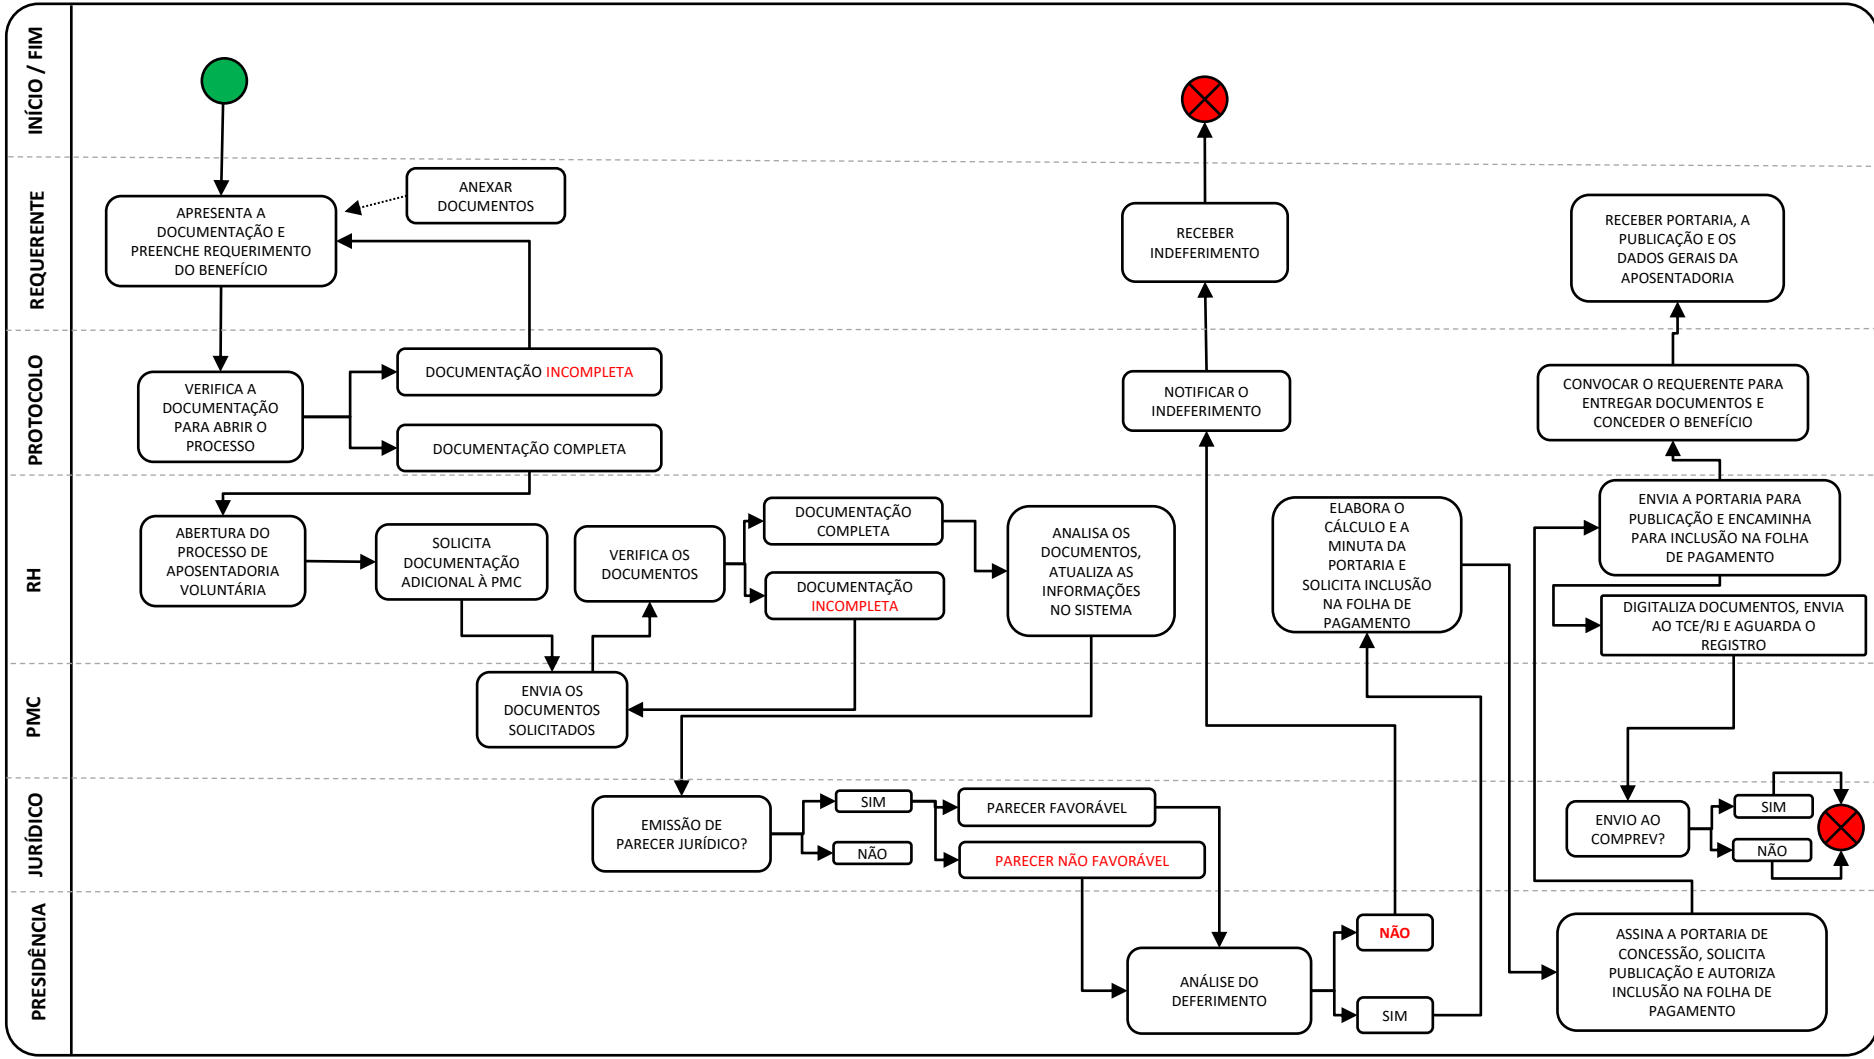 INÍCIO / FIM
REQUERENTE
ANEXAR
DOCUMENTOS
APRESENTA A
DOCUMENTAÇÃO E
PREENCHE REQUERIMENTO
DO BENEFÍCIO
RECEBER
INDEFERIMENTO
RECEBER PORTARIA, A
PUBLICAÇÃO E OS
DADOS GERAIS DA
APOSENTADORIA
PROTOCOLO
VERIFICA A
DOCUMENTAÇÃO
PARA ABRIR O
PROCESSO
DOCUMENTAÇÃO INCOMPLETA
DOCUMENTAÇÃO COMPLETA
NOTIFICAR O
INDEFERIMENTO
CONVOCAR O REQUERENTE PARA
ENTREGAR DOCUMENTOS E
CONCEDER O BENEFÍCIO
RH
ABERTURA DO
PROCESSO DE
APOSENTADORIA
VOLUNTÁRIA
SOLICITA
DOCUMENTAÇÃO
ADICIONAL À PMC
VERIFICA OS
DOCUMENTOS
DOCUMENTAÇÃO
COMPLETA
DOCUMENTAÇÃO
INCOMPLETA
ANALISA OS
DOCUMENTOS,
ATUALIZA AS
INFORMAÇÕES
NO SISTEMA
ELABORA O
CÁLCULO E A
MINUTA DA
PORTARIA E
SOLICITA INCLUSÃO
NA FOLHA DE
PAGAMENTO
ENVIA A PORTARIA PARA
PUBLICAÇÃO E ENCAMINHA
PARA INCLUSÃO NA FOLHA
DE PAGAMENTO
DIGITALIZA DOCUMENTOS, ENVIA
AO TCE/RJ E AGUARDA O
REGISTRO
PMC
ENVIA OS
DOCUMENTOS
SOLICITADOS
JURÍDICO
EMISSÃO DE
PARECER JURÍDICO?
SIM
NÃO
PARECER FAVORÁVEL
PARECER NÃO FAVORÁVEL
ENVIO AO
COMPREV?
SIM
NÃO
PRESIDÊNCIA
ANÁLISE DO
DEFERIMENTO
NÃO
SIM
ASSINA A PORTARIA DE
CONCESSÃO, SOLICITA
PUBLICAÇÃO E AUTORIZA
INCLUSÃO NA FOLHA DE
PAGAMENTO